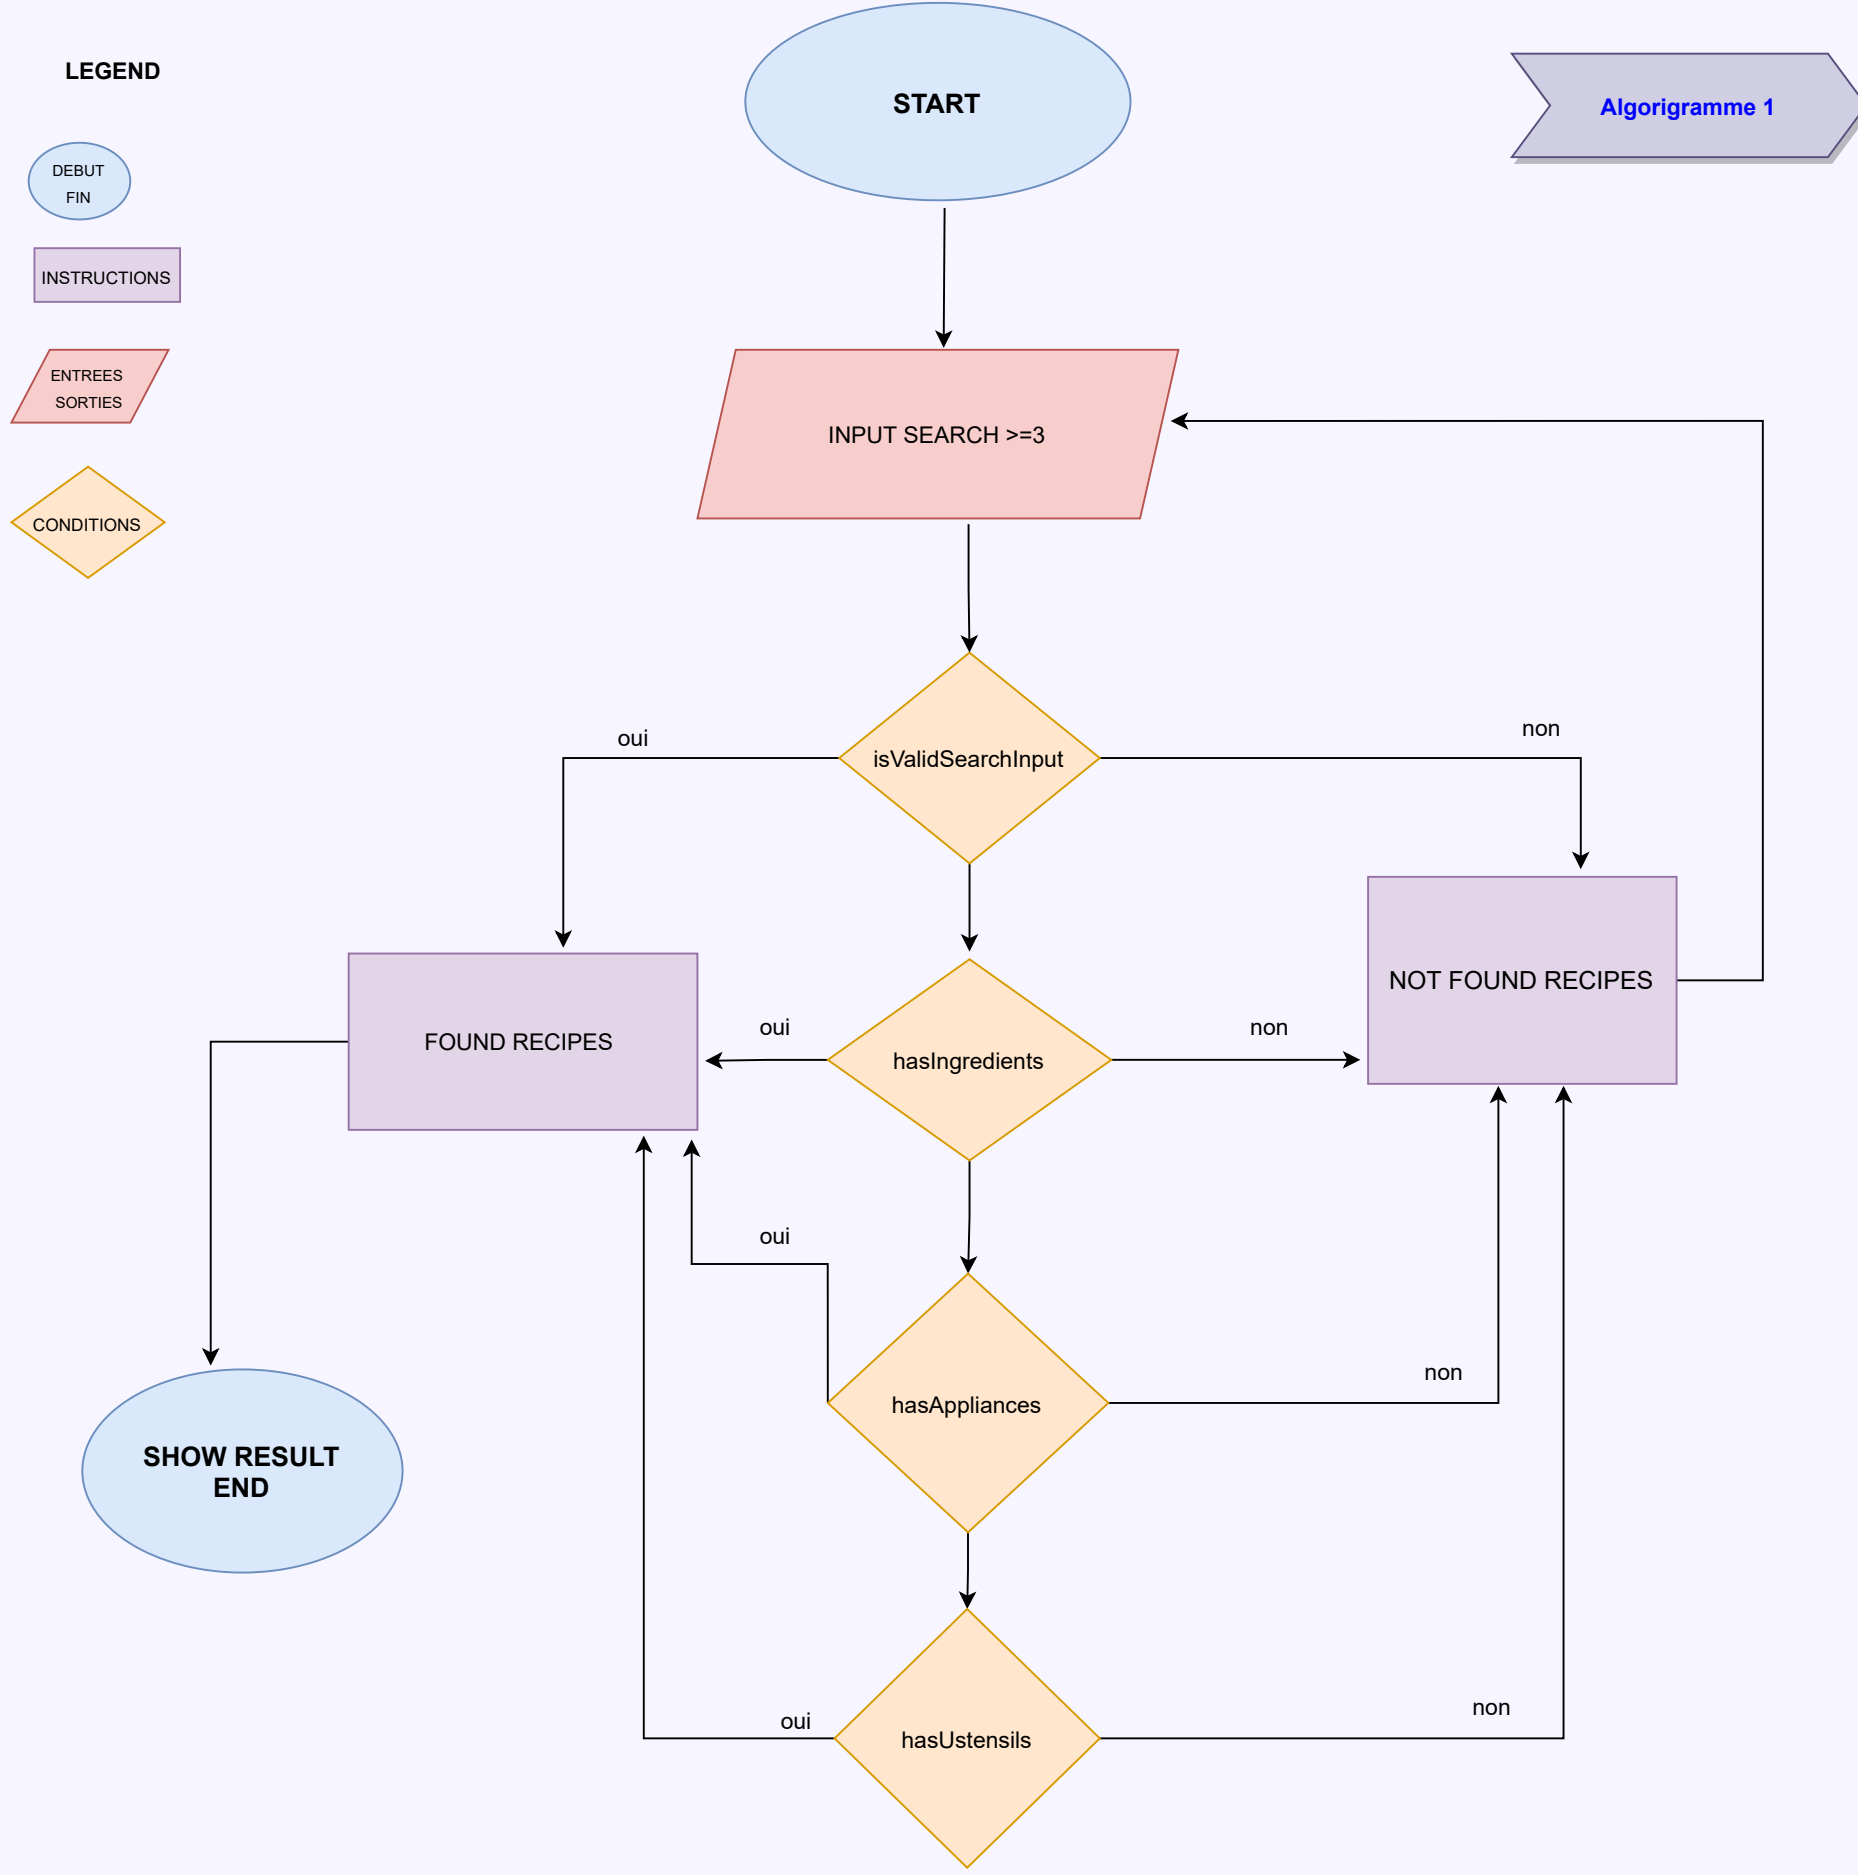 LEGEND
START
Algorigramme 1
DEBUT
FIN
INSTRUCTIONS
ENTREES
SORTIES
INPUT SEARCH >=3
CONDITIONS
oui
isValidSearchInput
non
FOUND RECIPES
oui
hasIngredients
non
NOT FOUND RECIPES
oui
hasAppliances
non
SHOW RESULT
END
oui
hasUstensils
non